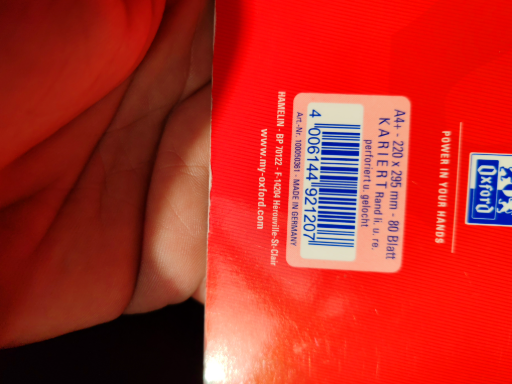 Oxford
POWER IN YOUR HANDS
A4+ - 220 x 295 mm - 80 Blatt
KARIERT Rand li. u. re.
perforiert u. gelocht
4 006144 921207
Art.-Nr. 100050361 - MADE IN GERMANY
HAMELIN - BP 70122 - F-14204 Hérouville-St-Clair
www.my-oxford.com